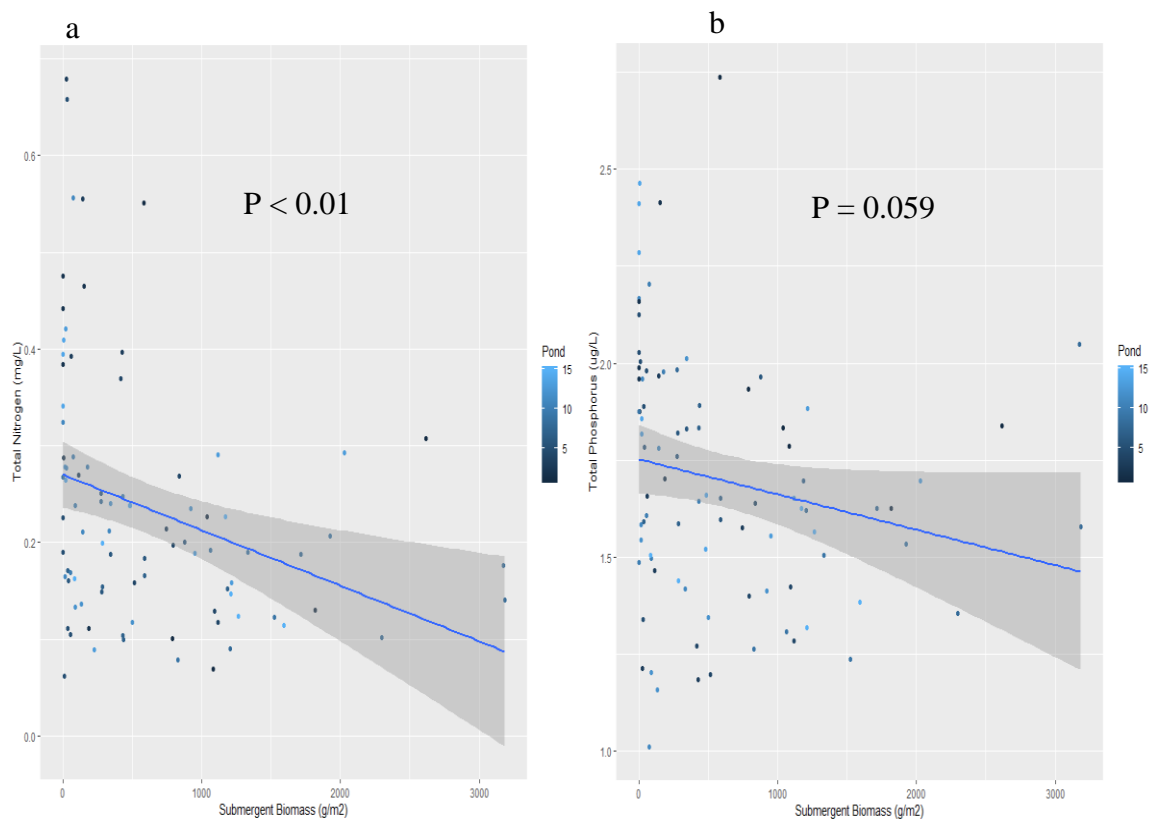 a
P < 0.01
Total Nitrogen (mg/L)
0.6
0.4
0.2
0.0
0
1000
2000
3000
Submergent Biomass (g/m2)
Pond
15
10
5
b
P = 0.059
Total Phosphorus (ug/L)
2.5
2.0
1.5
1.0
0
1000
2000
3000
Submergent Biomass (g/m2)
Pond
15
10
5